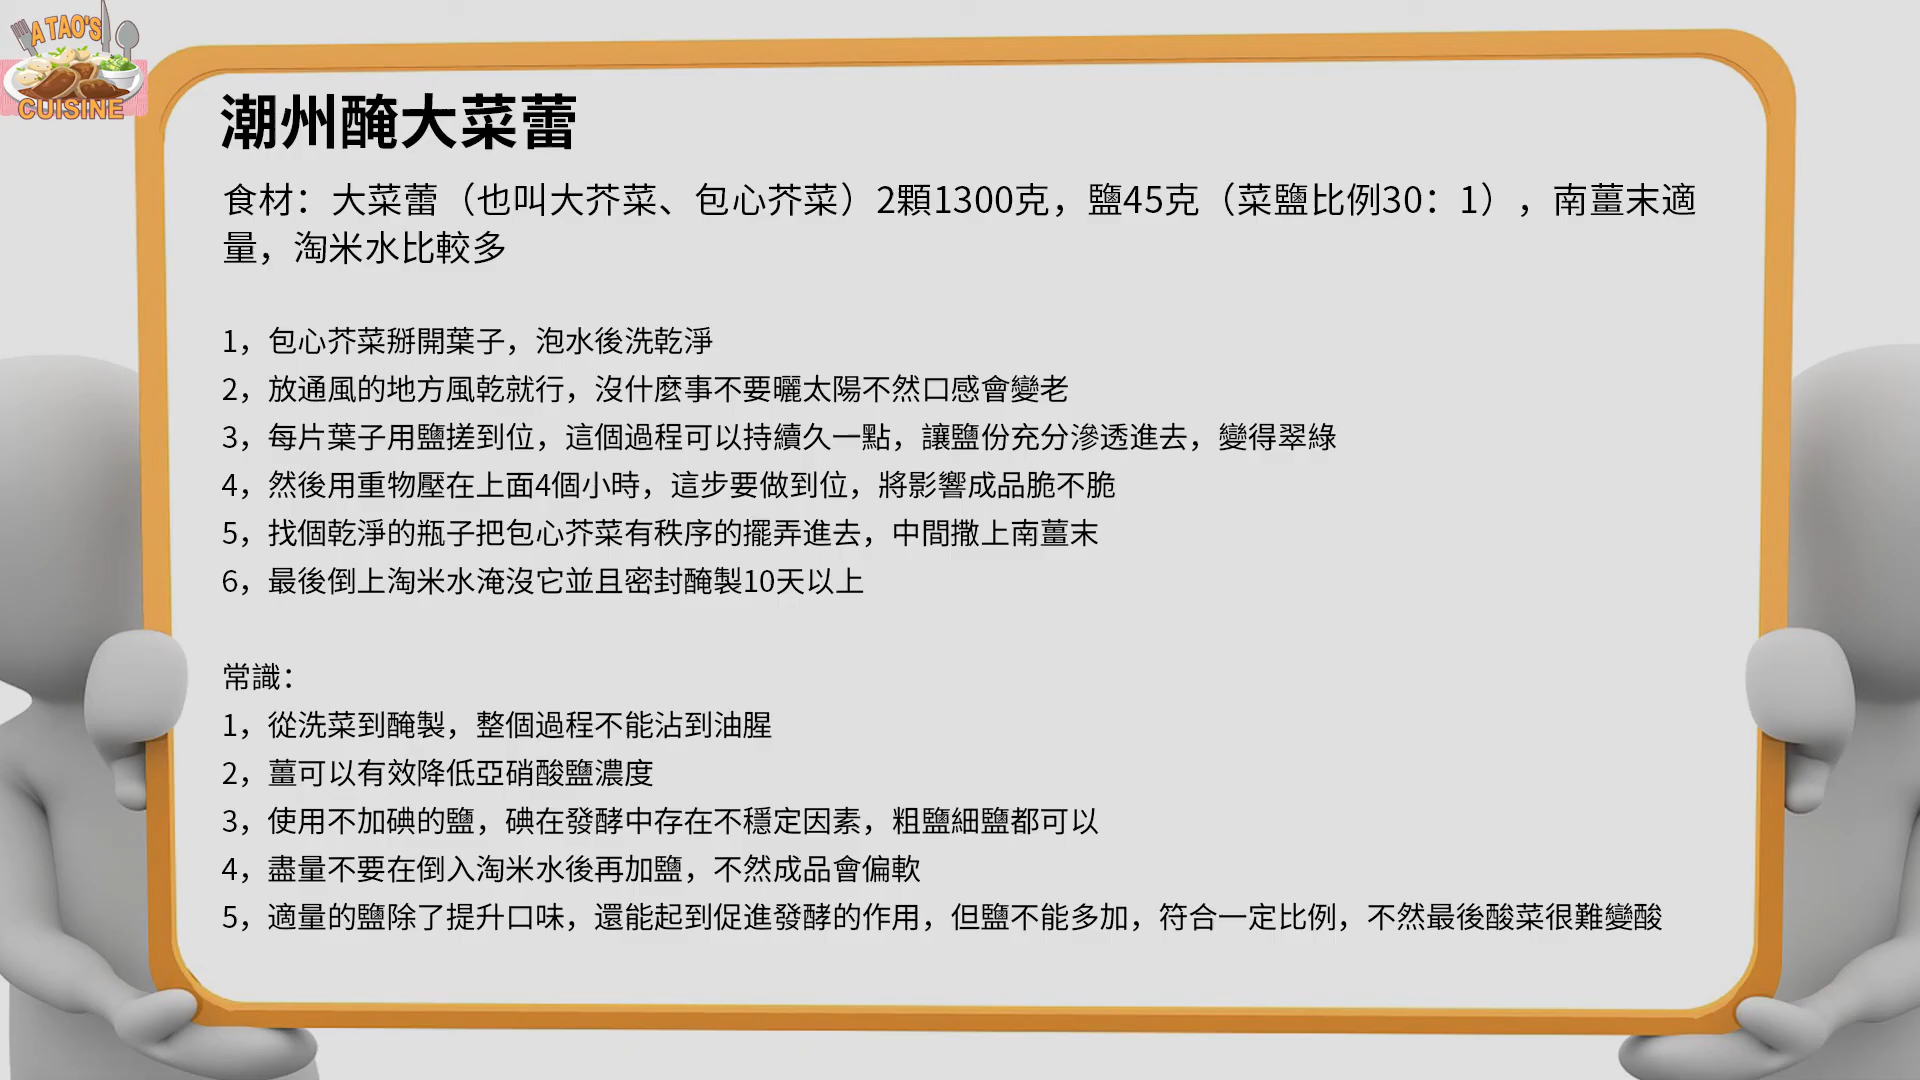 A TAO'S
CUISINE
潮州醃大菜蕾
食材：大菜蕾（也叫大芥菜、包心芥菜）2顆1300克，鹽45克（菜鹽比例30：1），南薑末適
量，淘米水比較多
1，包心芥菜掰開葉子，泡水後洗乾淨
2，放通風的地方風乾就行，沒什麼事不要曬太陽不然口感會變老
3，每片葉子用鹽搓到位，這個過程可以持續久一點，讓鹽份充分滲透進去，變得翠綠
4，然後用重物壓在上面4個小時，這步要做到位，將影響成品脆不脆
5，找個乾淨的瓶子把包心芥菜有秩序的擺弄進去，中間撒上南薑末
6，最後倒上淘米水淹沒它並且密封醃製10天以上
常識：
1，從洗菜到醃製，整個過程不能沾到油腥
2，薑可以有效降低亞硝酸鹽濃度
3，使用不加碘的鹽，碘在發酵中存在不穩定因素，粗鹽細鹽都可以
4，盡量不要在倒入淘米水後再加鹽，不然成品會偏軟
5，適量的鹽除了提升口味，還能起到促進發酵的作用，但鹽不能多加，符合一定比例，不然最後酸菜很難變酸